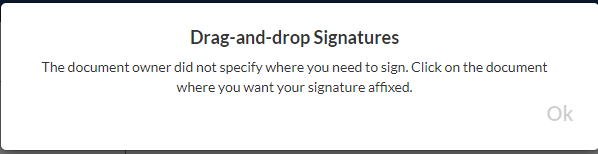 Drag-and-drop Signatures
The document owner did not specify where you need to sign. Click on the document
where you want your signature affixed.
Ok